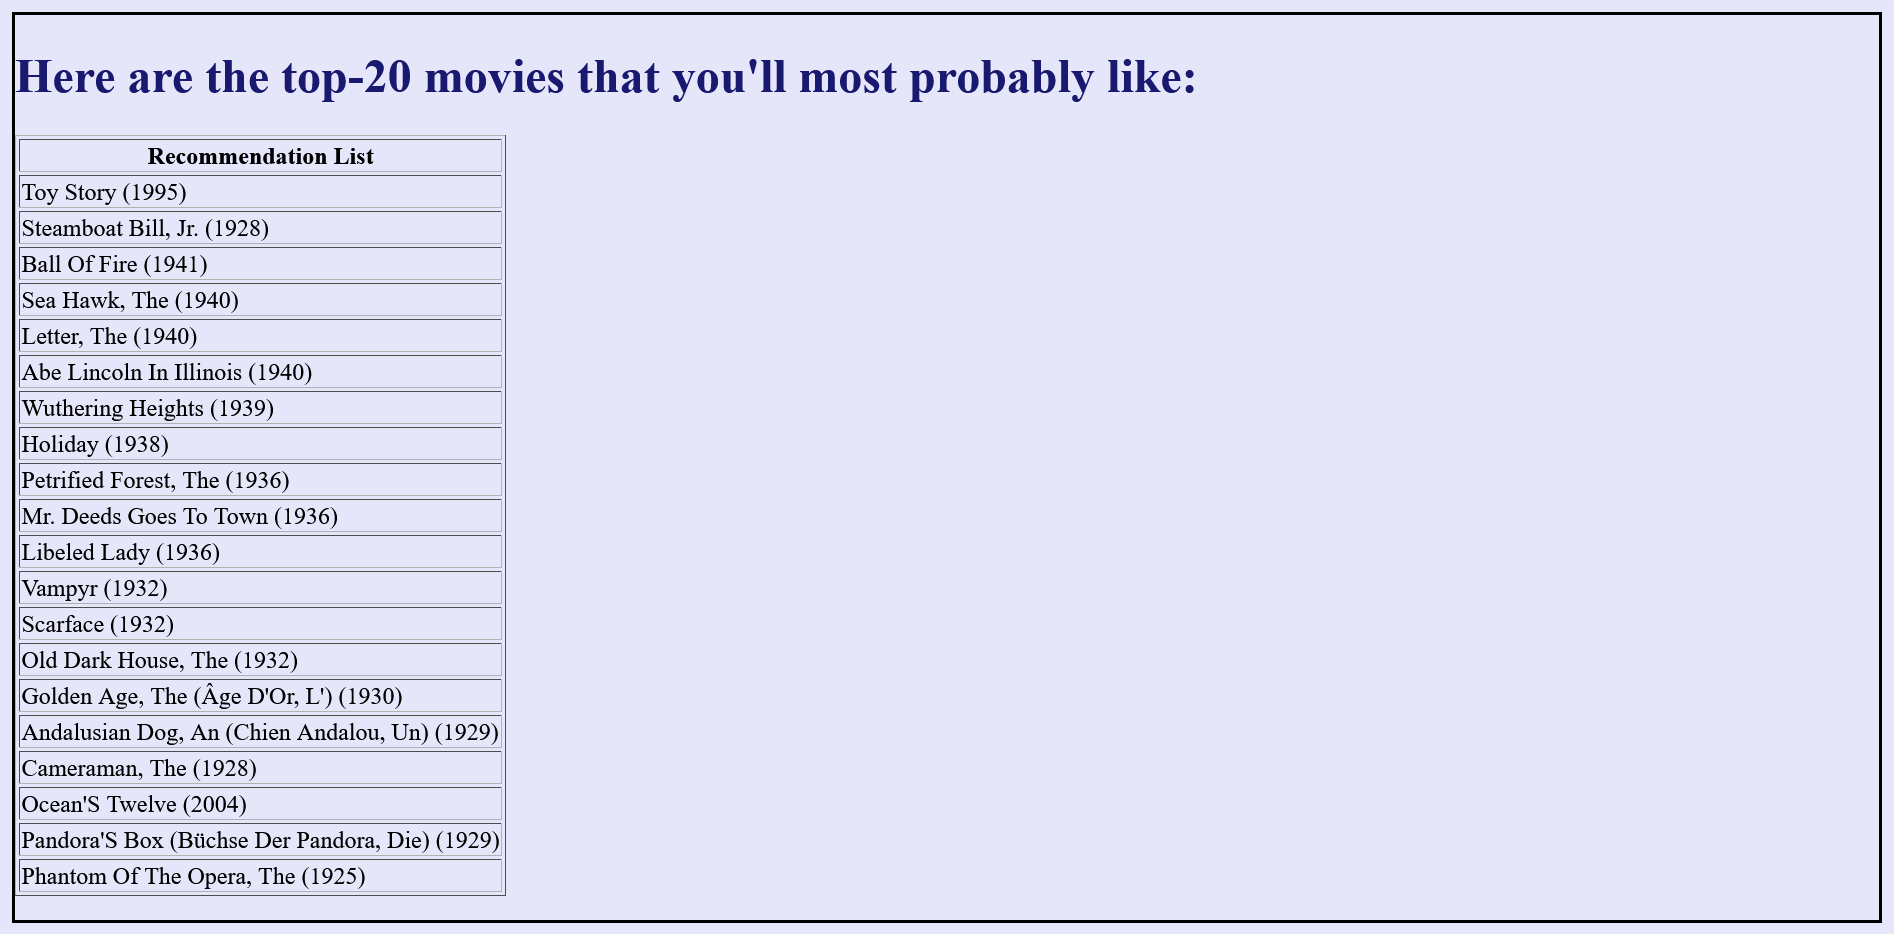 Here are the top-20 movies that you'll most probably like:
Recommendation List
Toy Story (1995)
Steamboat Bill, Jr. (1928)
Ball Of Fire (1941)
Sea Hawk, The (1940)
Letter, The (1940)
Abe Lincoln In Illinois (1940)
Wuthering Heights (1939)
Holiday (1938)
Petrified Forest, The (1936)
Mr. Deeds Goes To Town (1936)
Libeled Lady (1936)
Vampyr (1932)
Scarface (1932)
Old Dark House, The (1932)
Golden Age, The (Âge D'Or, L') (1930)
Andalusian Dog, An (Chien Andalou, Un) (1929)
Cameraman, The (1928)
Ocean'S Twelve (2004)
Pandora'S Box (Büchse Der Pandora, Die) (1929)
Phantom Of The Opera, The (1925)